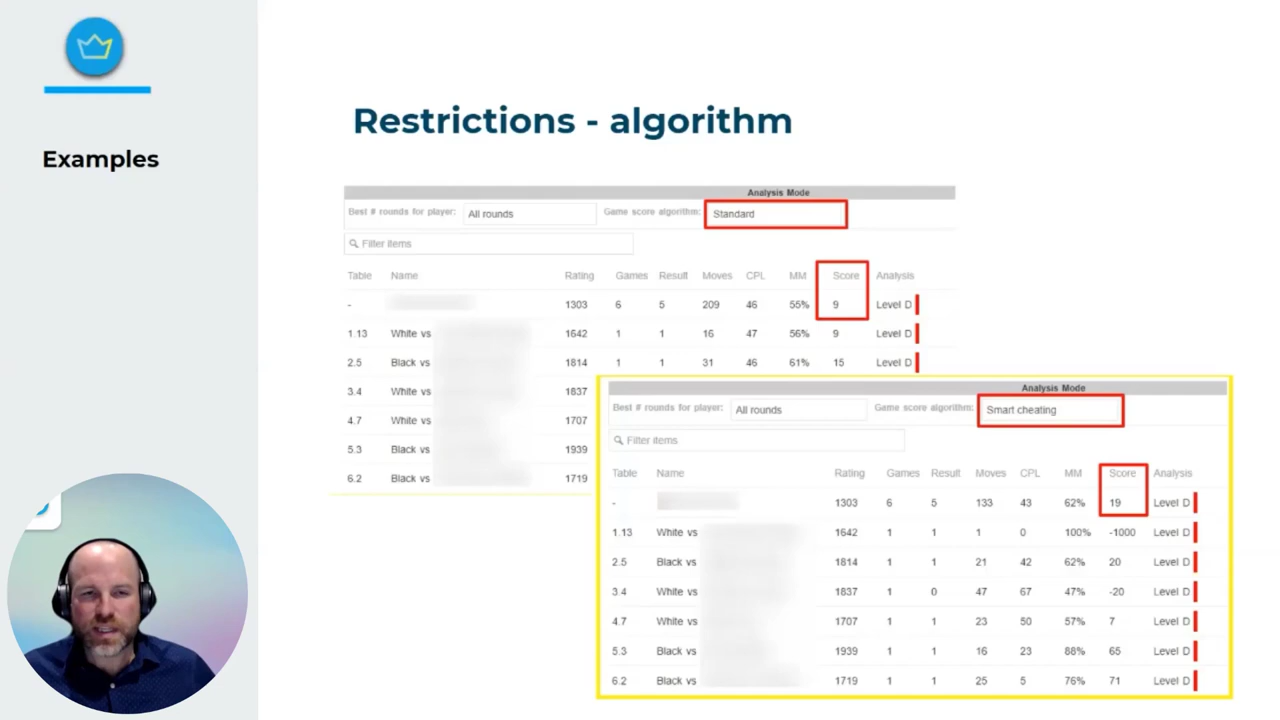 Restrictions - algorithm
Examples
Analysis Mode
Best # rounds for player: All rounds Game score algorithm: Standard
Filter items
Table Name Rating Games Result Moves CPL MM Score Analysis
- 1303 6 5 209 46 55% 9 Level D
1.13 White vs 1642 1 1 16 47 56% 9 Level D
2.5 Black vs 1814 1 1 31 46 61% 15 Level D
3.4 White vs 1837
4.7 White vs 1707
5.3 Black vs 1939
6.2 Black vs 1719
Analysis Mode
Best # rounds for player: All rounds Game score algorithm: Smart cheating
Filter items
Table Name Rating Games Result Moves CPL MM Score Analysis
- 1303 6 5 133 43 62% 19 Level D
1.13 White vs 1642 1 1 1 0 100% -1000 Level D
2.5 Black vs 1814 1 1 21 42 62% 20 Level D
3.4 White vs 1837 1 0 47 67 47% -20 Level D
4.7 White vs 1707 1 1 23 50 57% 7 Level D
5.3 Black vs 1939 1 1 16 23 88% 65 Level D
6.2 Black vs 1719 1 1 25 5 76% 71 Level D